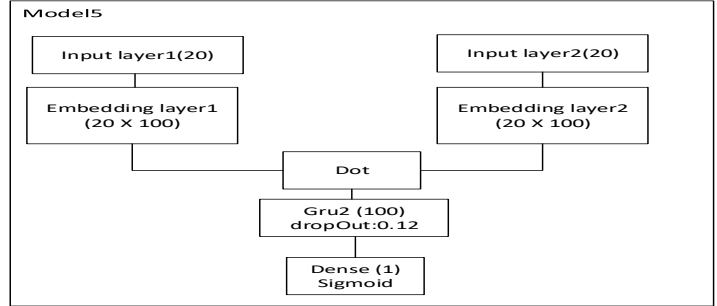 Model5
Input layer1(20)
Input layer2(20)
Embedding layer1
(20 X 100)
Embedding layer2
(20 X 100)
Dot
Gru2 (100)
dropOut:0.12
Dense (1)
Sigmoid